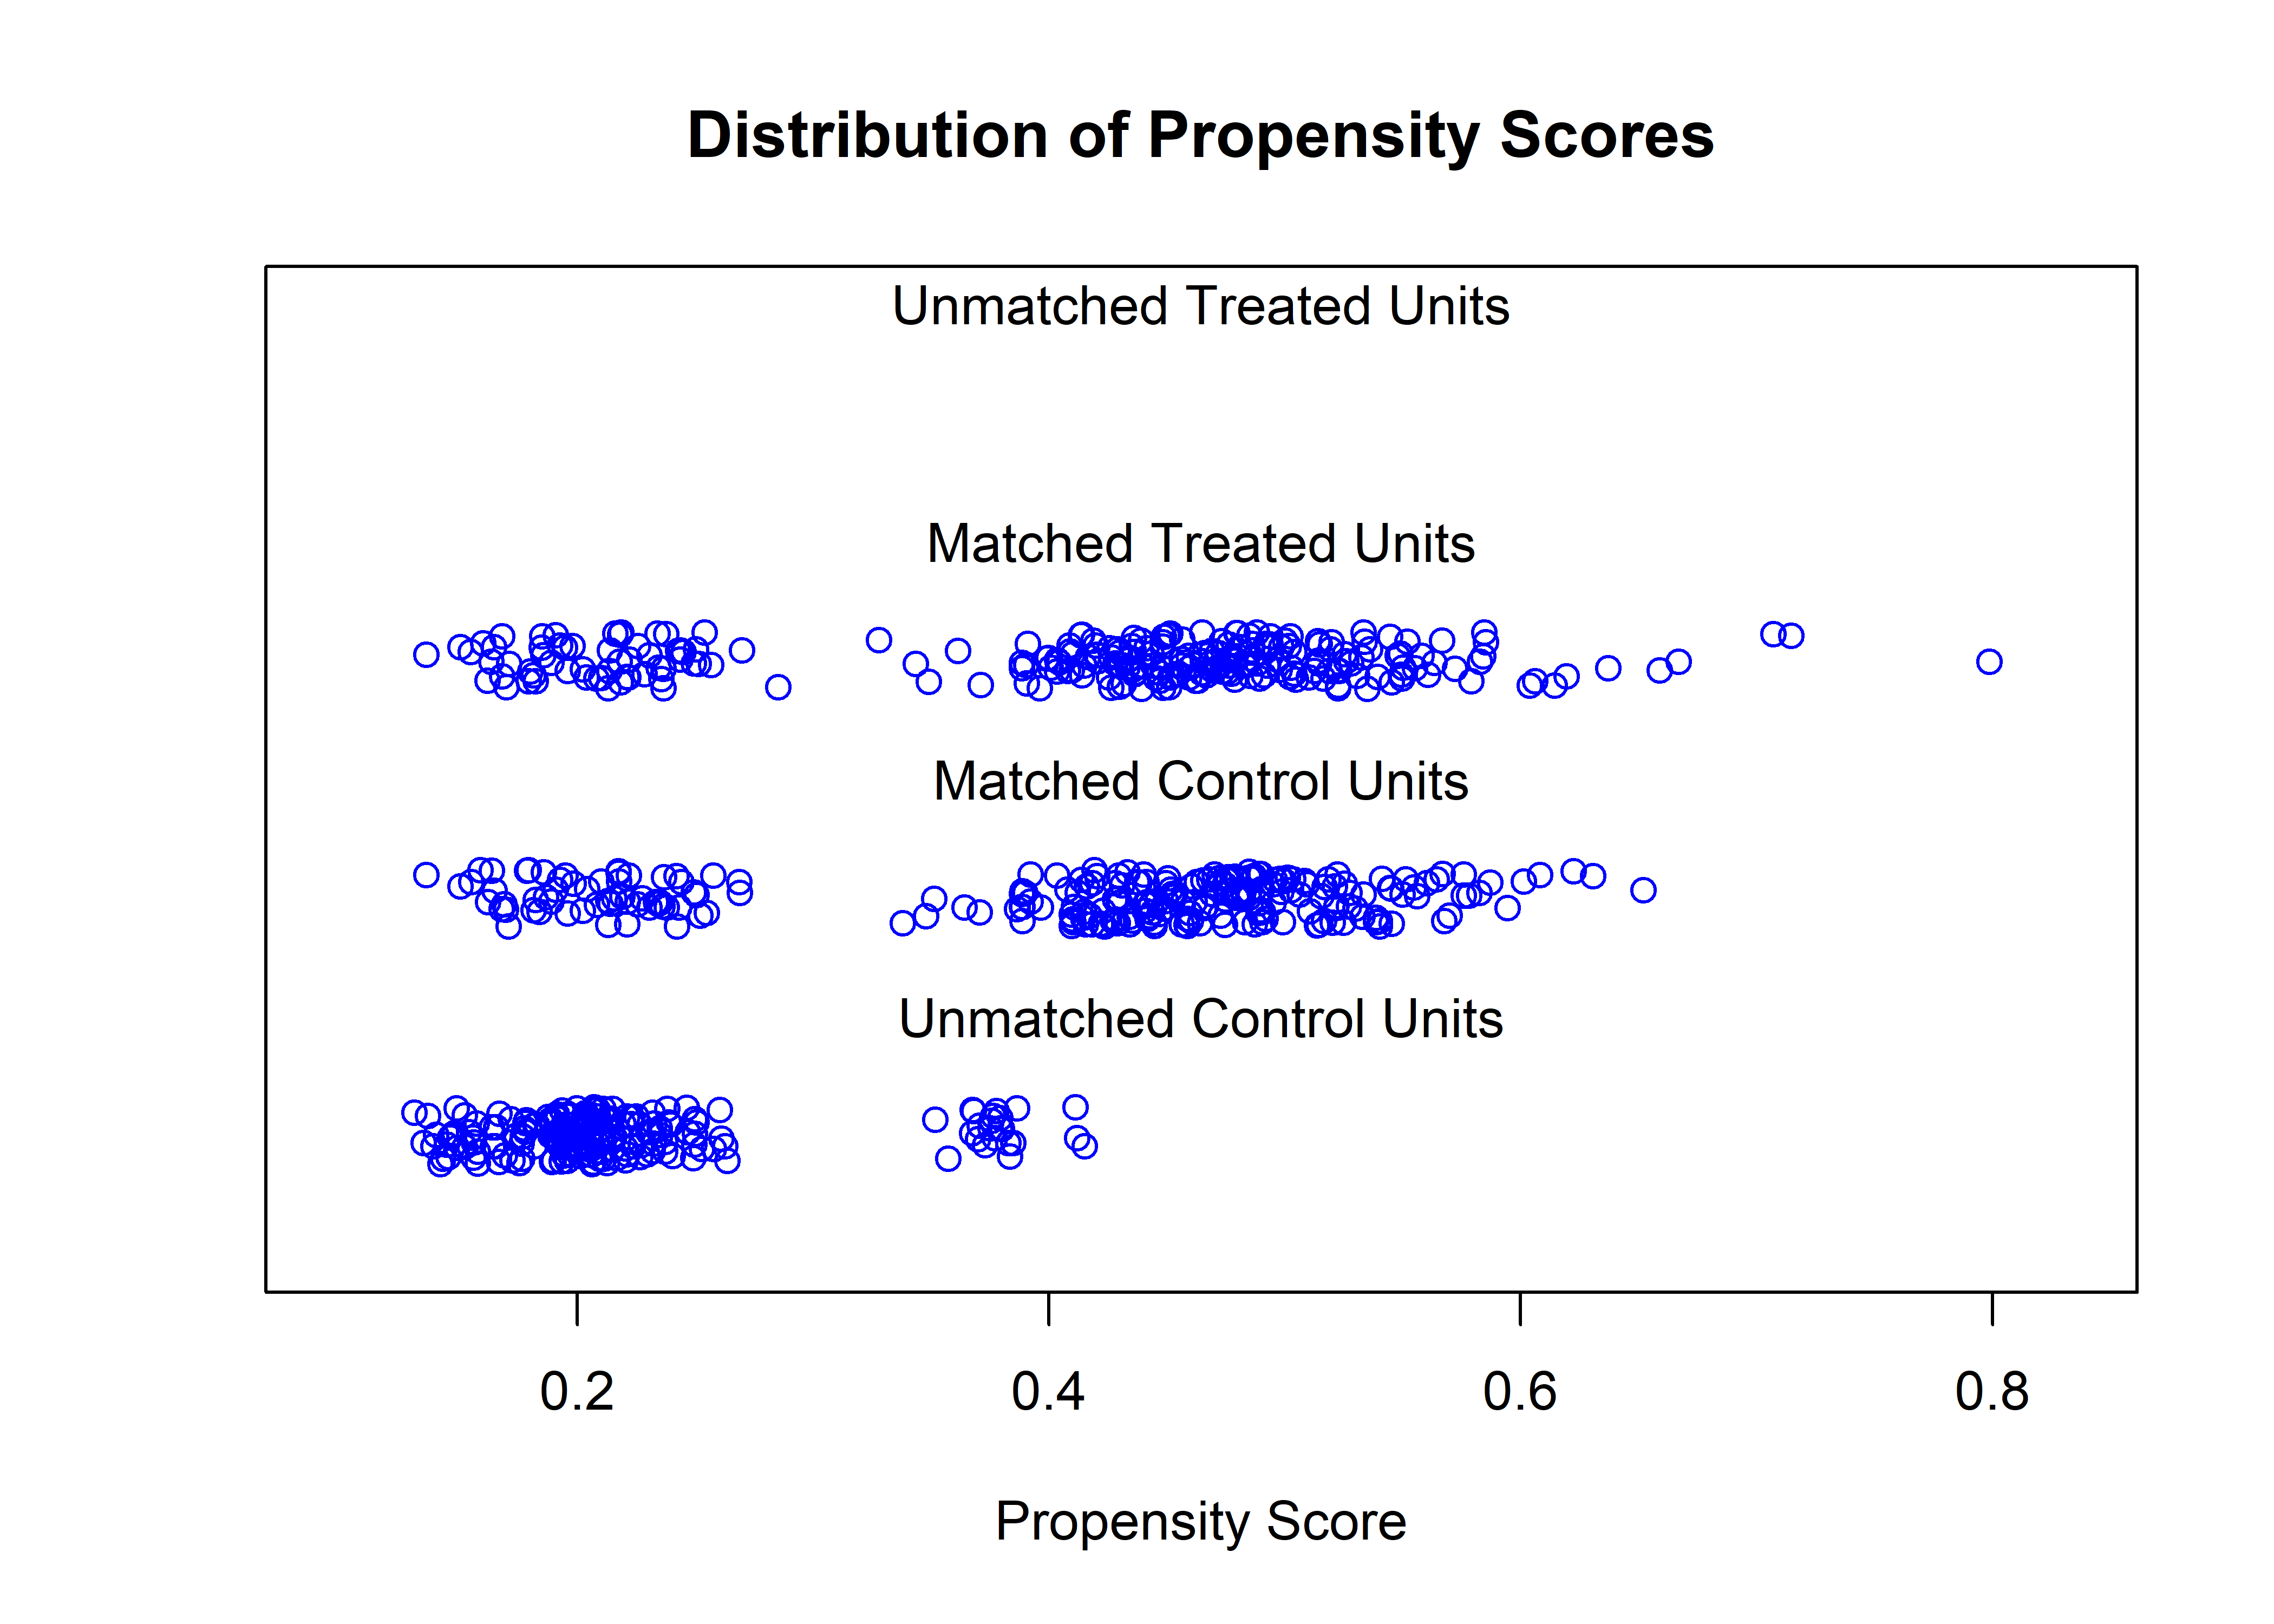 Distribution of Propensity Scores
Unmatched Treated Units
Matched Treated Units
Matched Control Units
Unmatched Control Units
0.2 0.4 0.6 0.8
Propensity Score